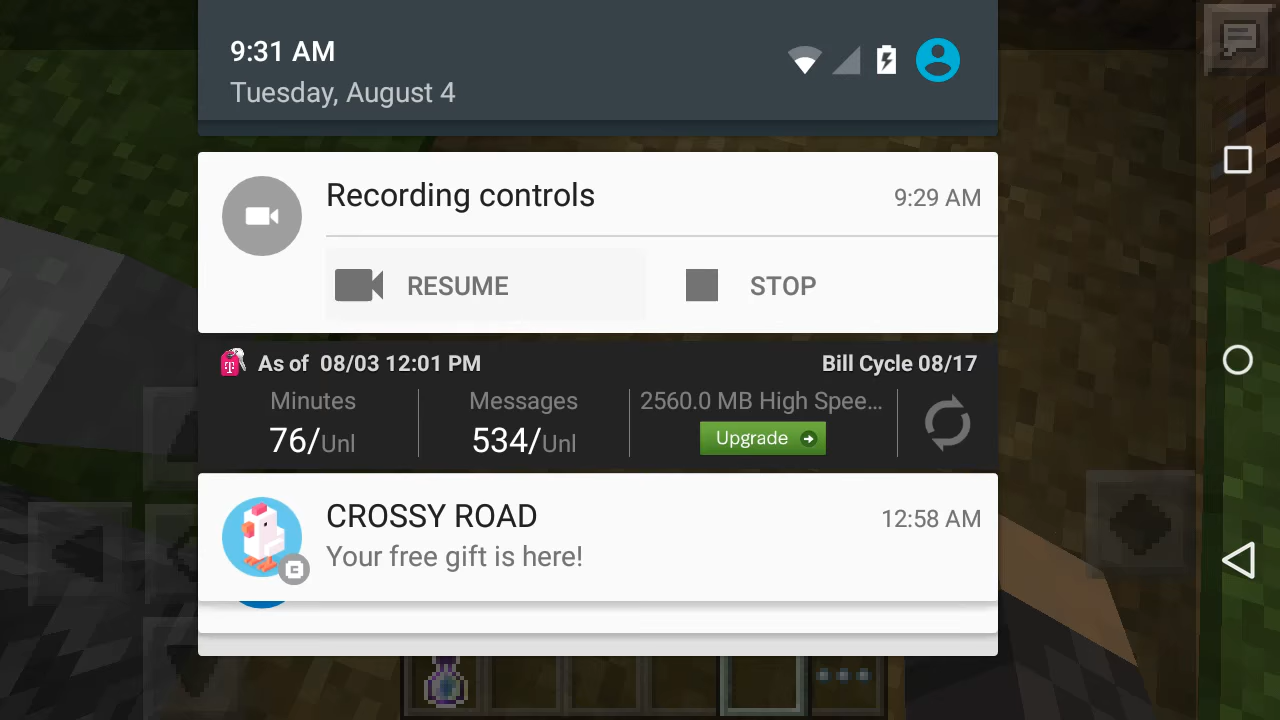 9:31 AM
Tuesday, August 4
Recording controls 9:29 AM
RESUME STOP
As of 08/03 12:01 PM Bill Cycle 08/17
Minutes Messages 2560.0 MB High Spee...
76/Unl 534/Unl Upgrade
CROSSY ROAD 12:58 AM
Your free gift is here!